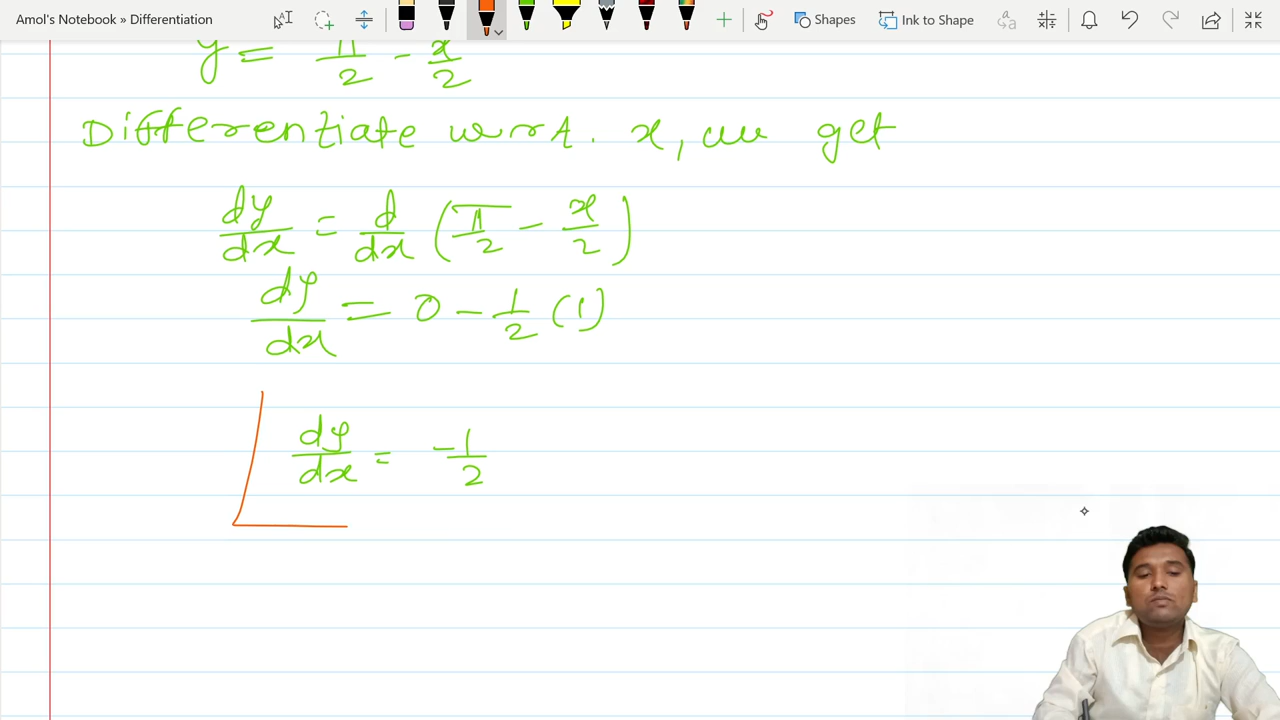 Amol's Notebook » Differentiation
Shapes
Ink to Shape
y = π/2 - x/2
Differentiate w.r.t. x, we get
dy/dx = d/dx (π/2 - x/2)
dy/dx = 0 - 1/2 (1)
dy/dx = -1/2